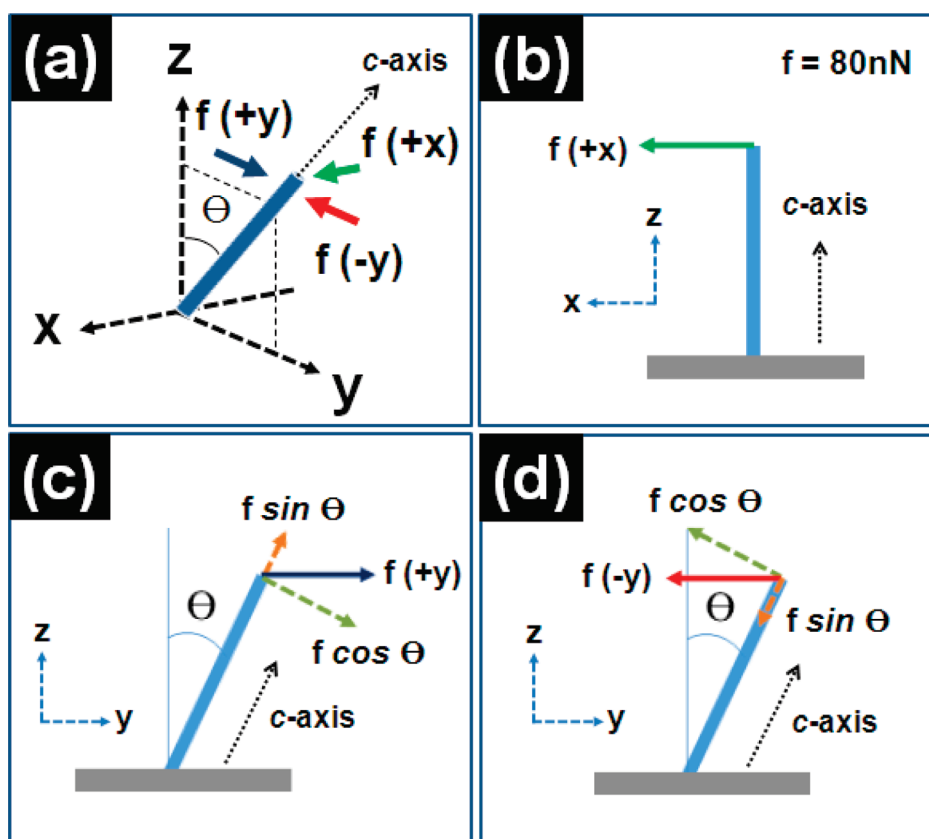 (a)
z
c-axis
f (+y)
f (+x)
Θ
f (-y)
x
y
(b)
f = 80nN
f (+x)
c-axis
z
x
(c)
f sin Θ
f (+y)
Θ
f cos Θ
z
c-axis
y
(d)
f cos Θ
f (-y)
Θ
f sin Θ
z
c-axis
y